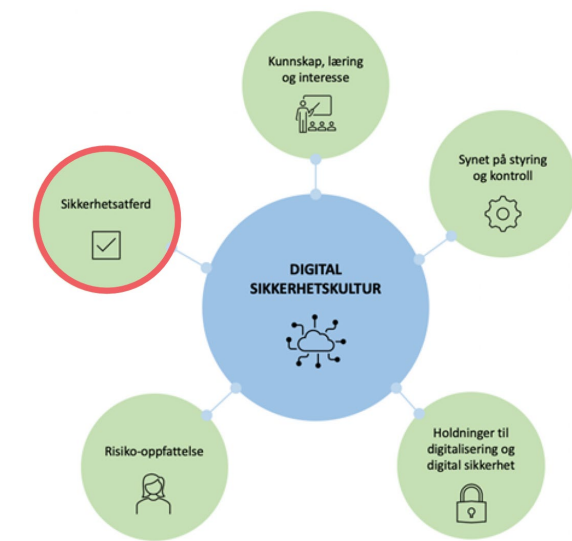 Kunnskap, læring
og interesse
Synet på styring
og kontroll
Sikkerhetsatferd
DIGITAL
SIKKERHETSKULTUR
Risiko-oppfattelse
Holdninger til
digitalisering og
digital sikkerhet